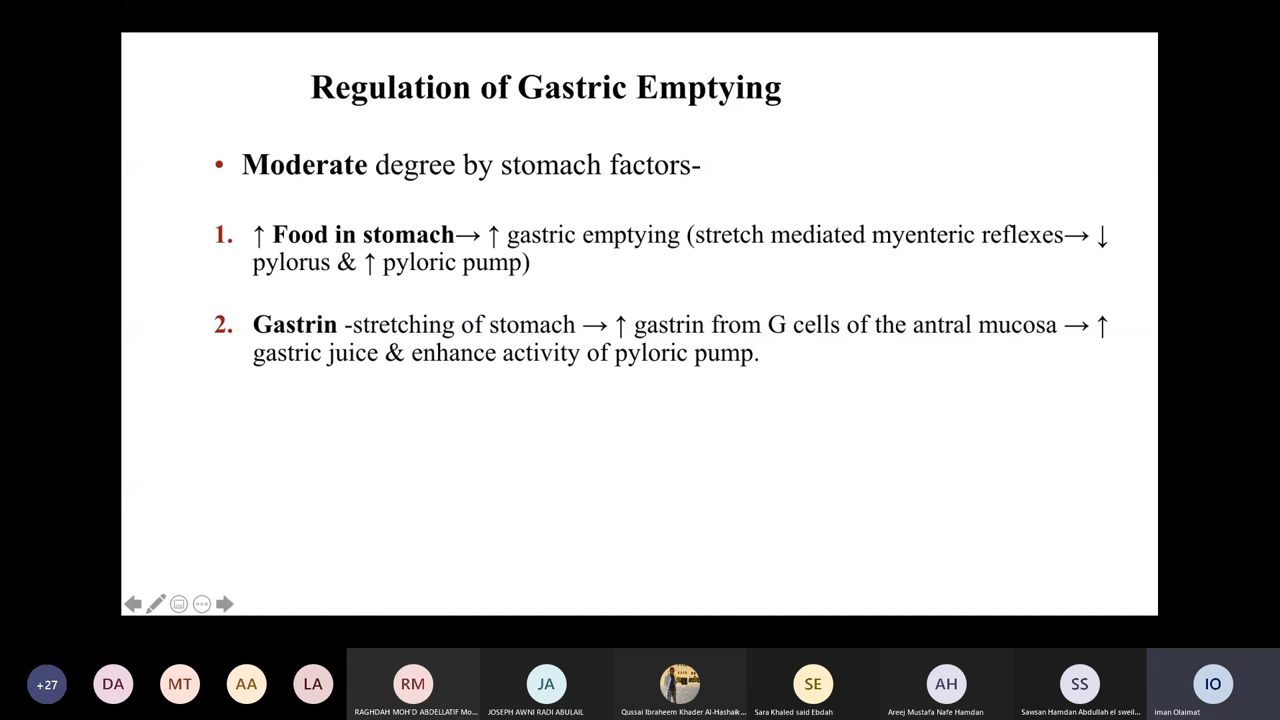 Regulation of Gastric Emptying
• Moderate degree by stomach factors-
1. ↑ Food in stomach→ ↑ gastric emptying (stretch mediated myenteric reflexes→ ↓
pylorus & ↑ pyloric pump)
2. Gastrin -stretching of stomach → ↑ gastrin from G cells of the antral mucosa → ↑
gastric juice & enhance activity of pyloric pump.
+27 DA MT AA LA RM JA SE AH SS IO
RAGHDAH MOH'D ABDELLATIF Mo... JOSEPH AWNI RADI ABULAIL Qussai Ibraheem Khader Al-Hashaik... Sara Khaled said Ebdah Areej Mustafa Nafe Hamdan Sawsan Hamdan Abdullah el sweil... iman Olaimat